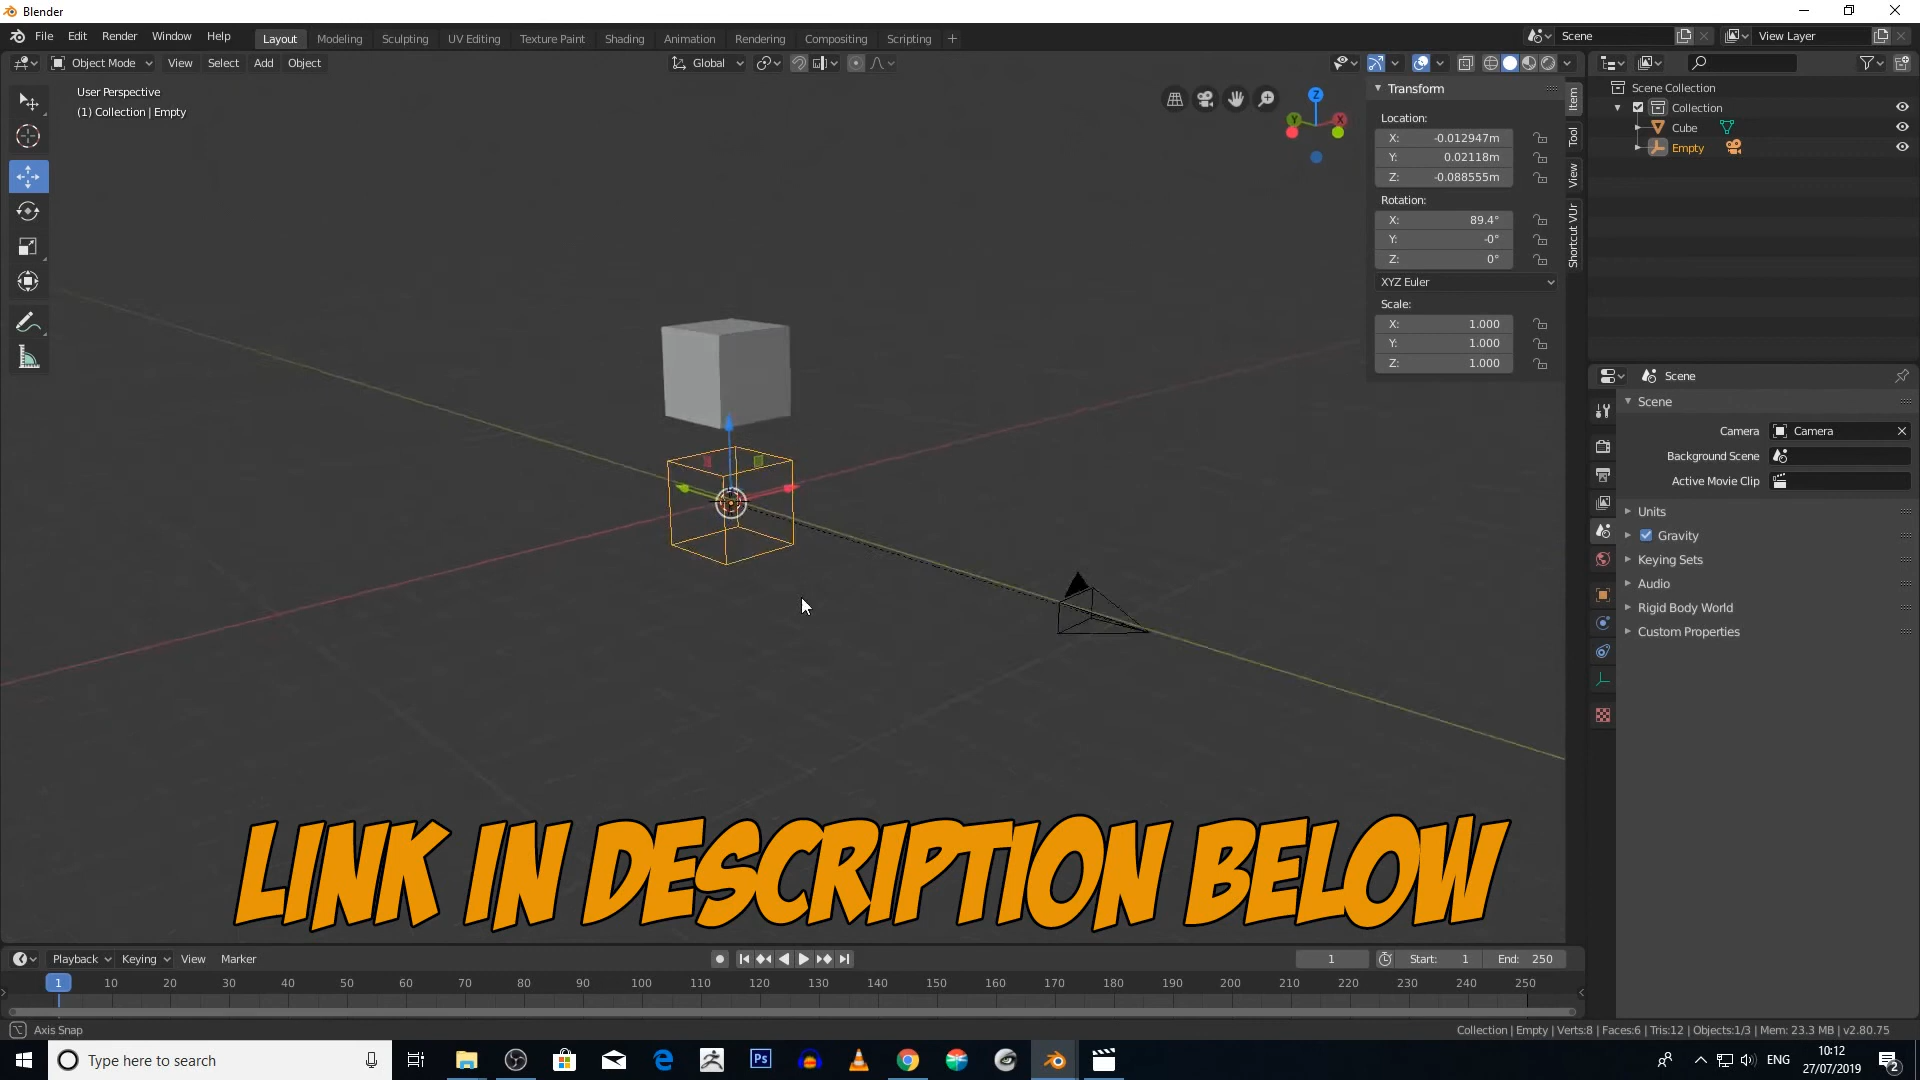 Blender
File Edit Render Window Help
Layout Modeling Sculpting UV Editing Texture Paint Shading Animation Rendering Compositing Scripting +
Scene
View Layer
Object Mode View Select Add Object
Global
User Perspective
(1) Collection | Empty
Z
Y
X
Transform
Location:
X: -0.012947m
Y: 0.02118m
Z: -0.088555m
Rotation:
X: 89.4°
Y: -0°
Z: 0°
XYZ Euler
Scale:
X: 1.000
Y: 1.000
Z: 1.000
Item
Tool
View
Shortcut VUr
Scene Collection
Collection
Cube
Empty
Scene
Scene
Camera Camera
Background Scene
Active Movie Clip
Units
Gravity
Keying Sets
Audio
Rigid Body World
Custom Properties
LINK IN DESCRIPTION BELOW
Playback Keying View Marker
1
Start: 1
End: 250
1 10 20 30 40 50 60 70 80 90 100 110 120 130 140 150 160 170 180 190 200 210 220 230 240 250
Axis Snap
Collection | Empty | Verts:8 | Faces:6 | Tris:12 | Objects:1/3 | Mem: 23.3 MB | v2.80.75
Type here to search
Ps
ENG
10:12
27/07/2019
2